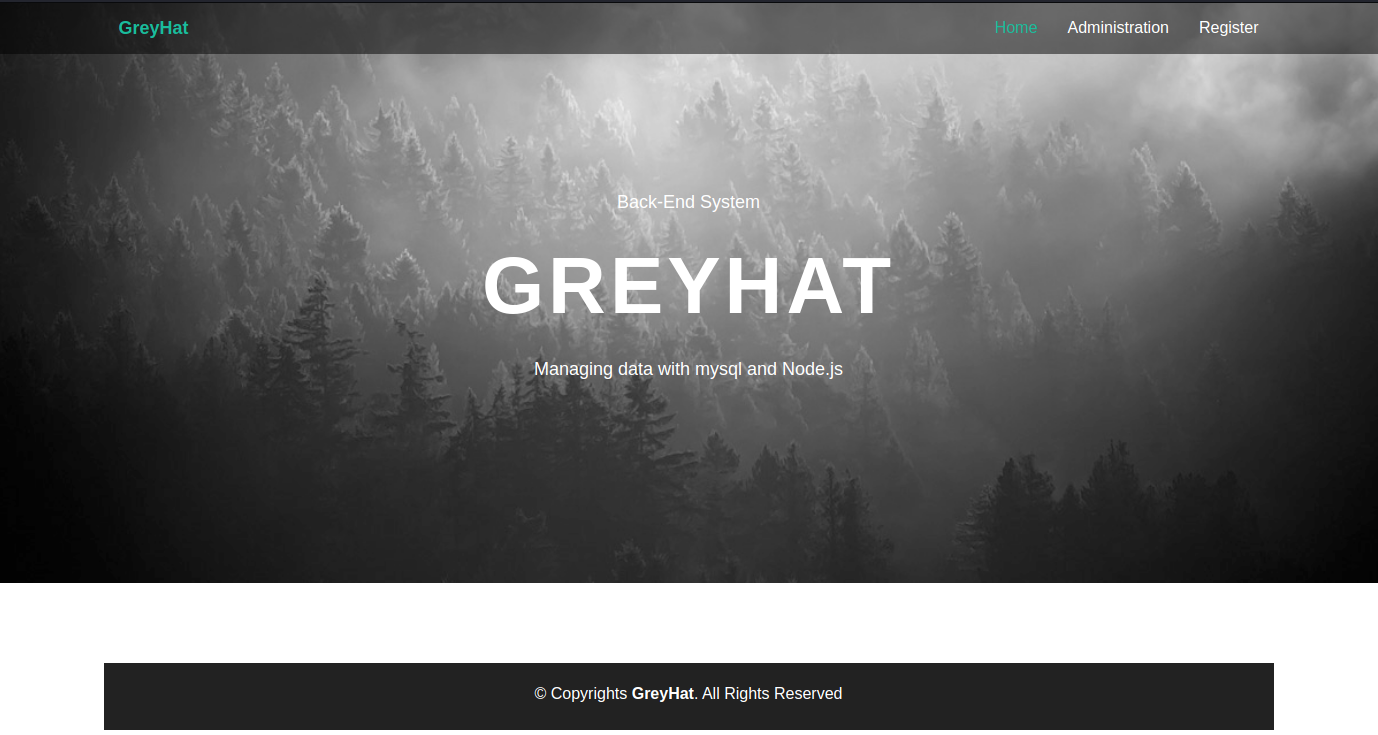 GreyHat Home Administration Register
Back-End System
GREYHAT
Managing data with mysql and Node.js
© Copyrights GreyHat. All Rights Reserved